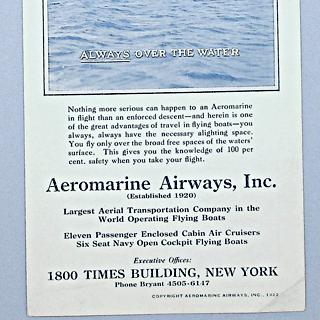 ALWAYS OVER THE WATER
Nothing more serious can happen to an Aeromarine
in flight than an enforced descent—and herein is one
of the great advantages of travel in flying boats—you
always, always have the necessary alighting space.
You fly only over the broad free spaces of the waters'
surface. This gives you the knowledge of 100 per
cent. safety when you take your flight.
Aeromarine Airways, Inc.
(Established 1920)
Largest Aerial Transportation Company in the
World Operating Flying Boats
Eleven Passenger Enclosed Cabin Air Cruisers
Six Seat Navy Open Cockpit Flying Boats
Executive Offices:
1800 TIMES BUILDING, NEW YORK
Phone Bryant 4505-6147
COPYRIGHT AEROMARINE AIRWAYS, INC., 1922